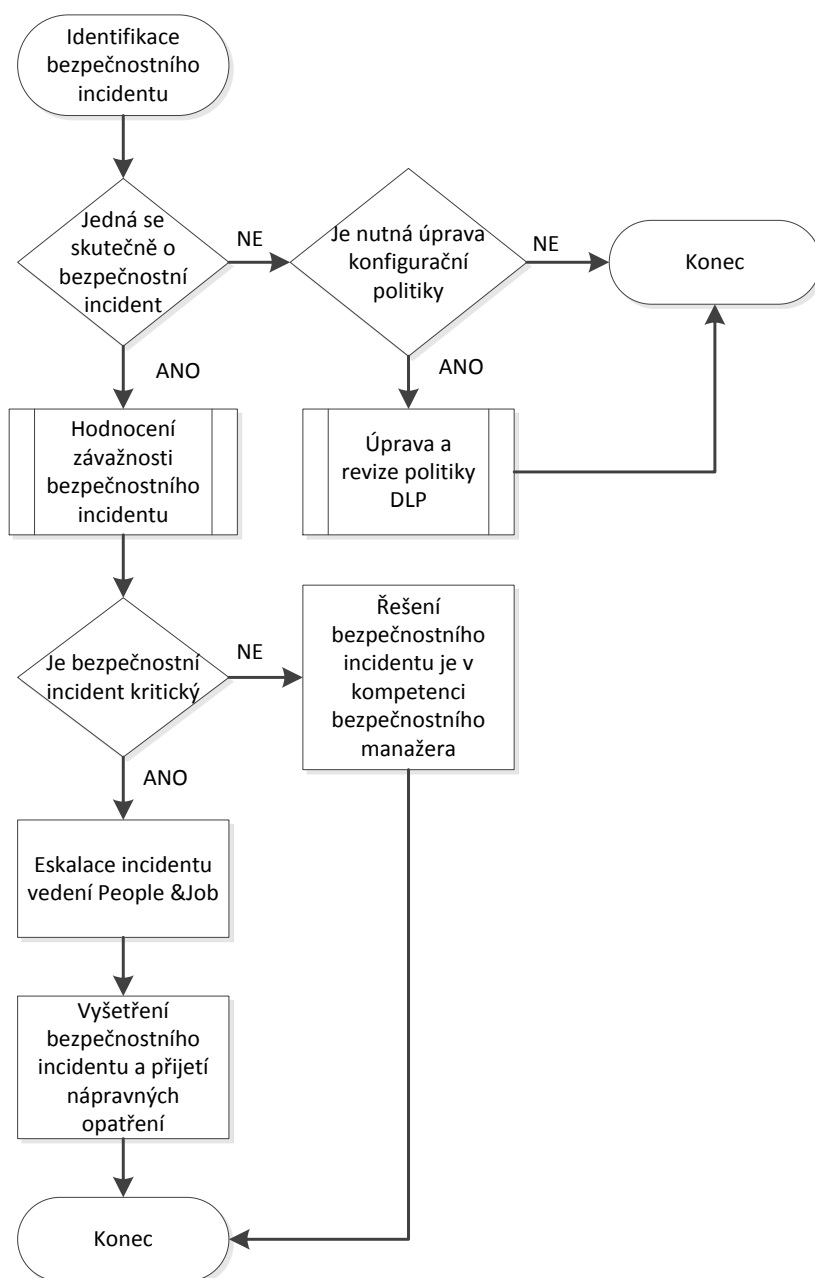 Identifikace
bezpečnostního
incidentu
Jedná se
skutečně o
bezpečnostní
incident
NE
Je nutná úprava
konfigurační
politiky
NE
Konec
ANO
ANO
Hodnocení
závažnosti
bezpečnostního
incidentu
Úprava a
revize politiky
DLP
Je bezpečnostní
incident kritický
NE
Řešení
bezpečnostního
incidentu je v
kompetenci
bezpečnostního
manažera
ANO
Eskalace incidentu
vedení People &Job
Vyšetření
bezpečnostního
incidentu a přijetí
nápravných
opatření
Konec